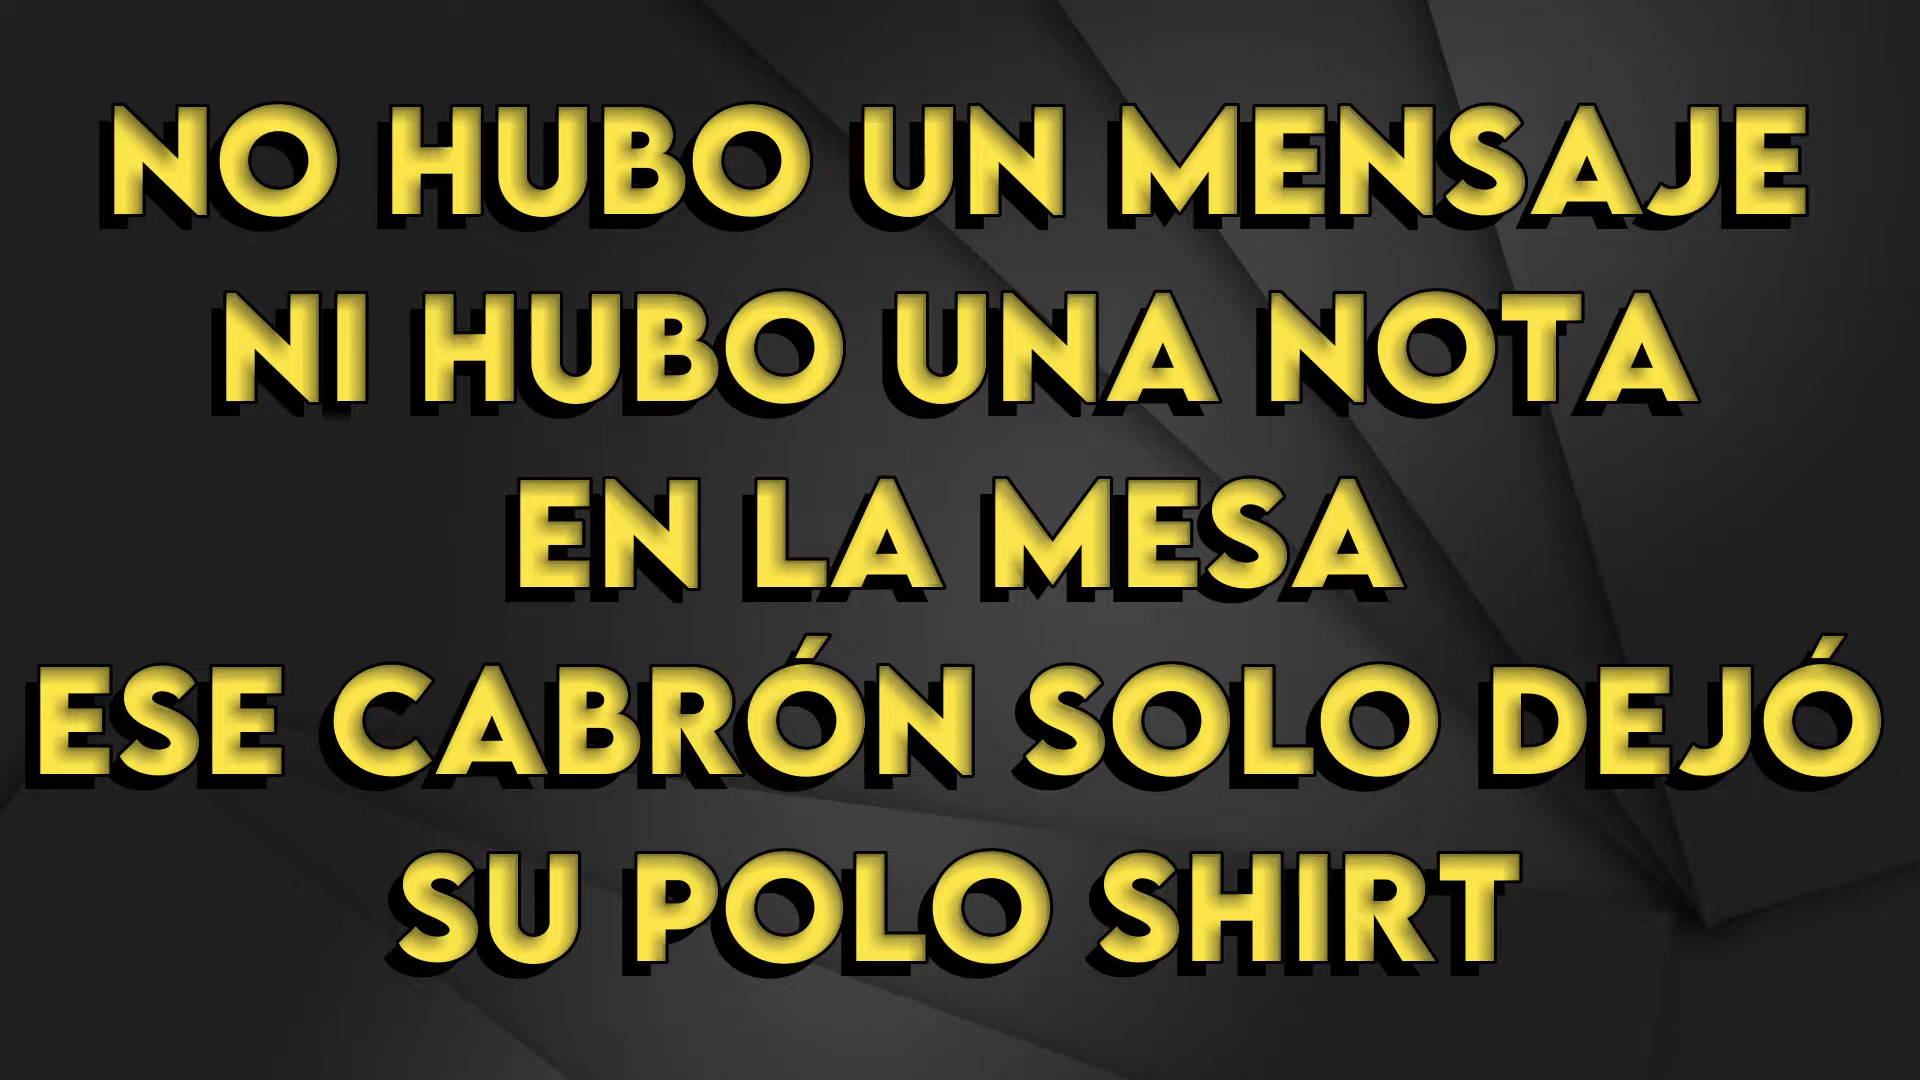 NO HUBO UN MENSAJE
NI HUBO UNA NOTA
EN LA MESA
ESE CABRÓN SOLO DEJÓ
SU POLO SHIRT